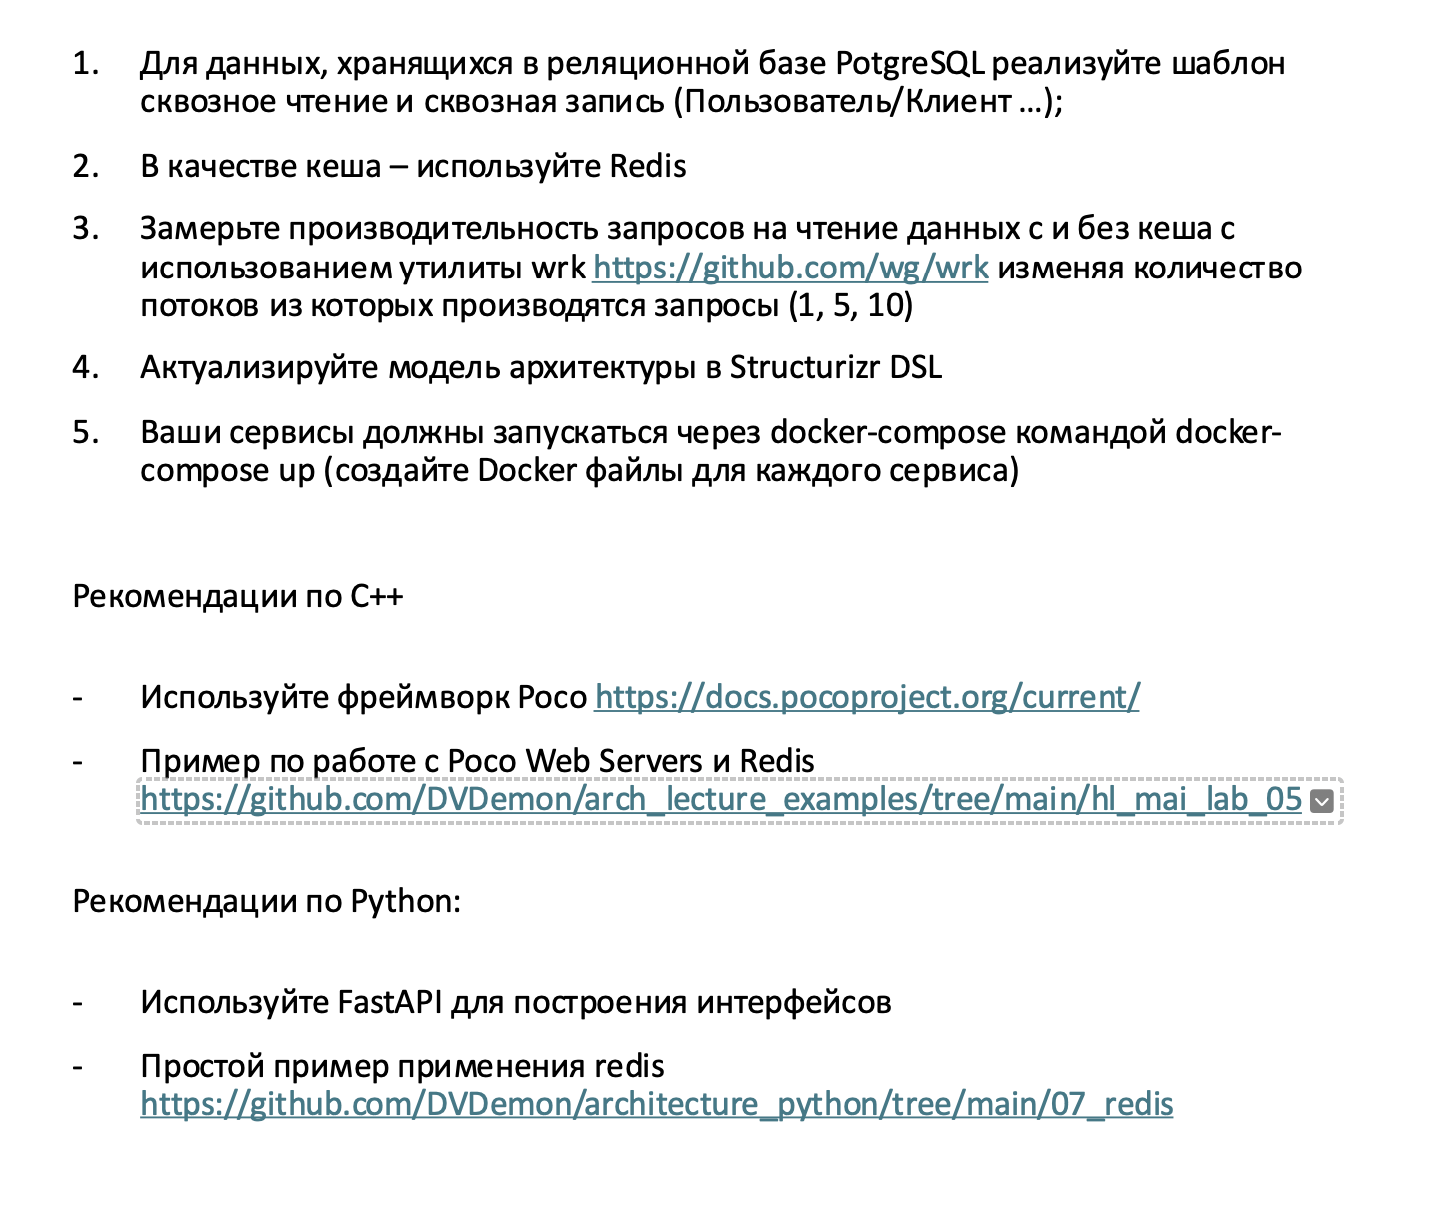 1. Для данных, хранящихся в реляционной базе PotgreSQL реализуйте шаблон
сквозное чтение и сквозная запись (Пользователь/Клиент ...);
2. В качестве кеша – используйте Redis
3. Замерьте производительность запросов на чтение данных с и без кеша с
использованием утилиты wrk https://github.com/wg/wrk изменяя количество
потоков из которых производятся запросы (1, 5, 10)
4. Актуализируйте модель архитектуры в Structurizr DSL
5. Ваши сервисы должны запускаться через docker-compose командой docker-
compose up (создайте Docker файлы для каждого сервиса)
Рекомендации по C++
- Используйте фреймворк Poco https://docs.pocoproject.org/current/
- Пример по работе с Poco Web Servers и Redis
https://github.com/DVDemon/arch_lecture_examples/tree/main/hl_mai_lab_05
Рекомендации по Python:
- Используйте FastAPI для построения интерфейсов
- Простой пример применения redis
https://github.com/DVDemon/architecture_python/tree/main/07_redis